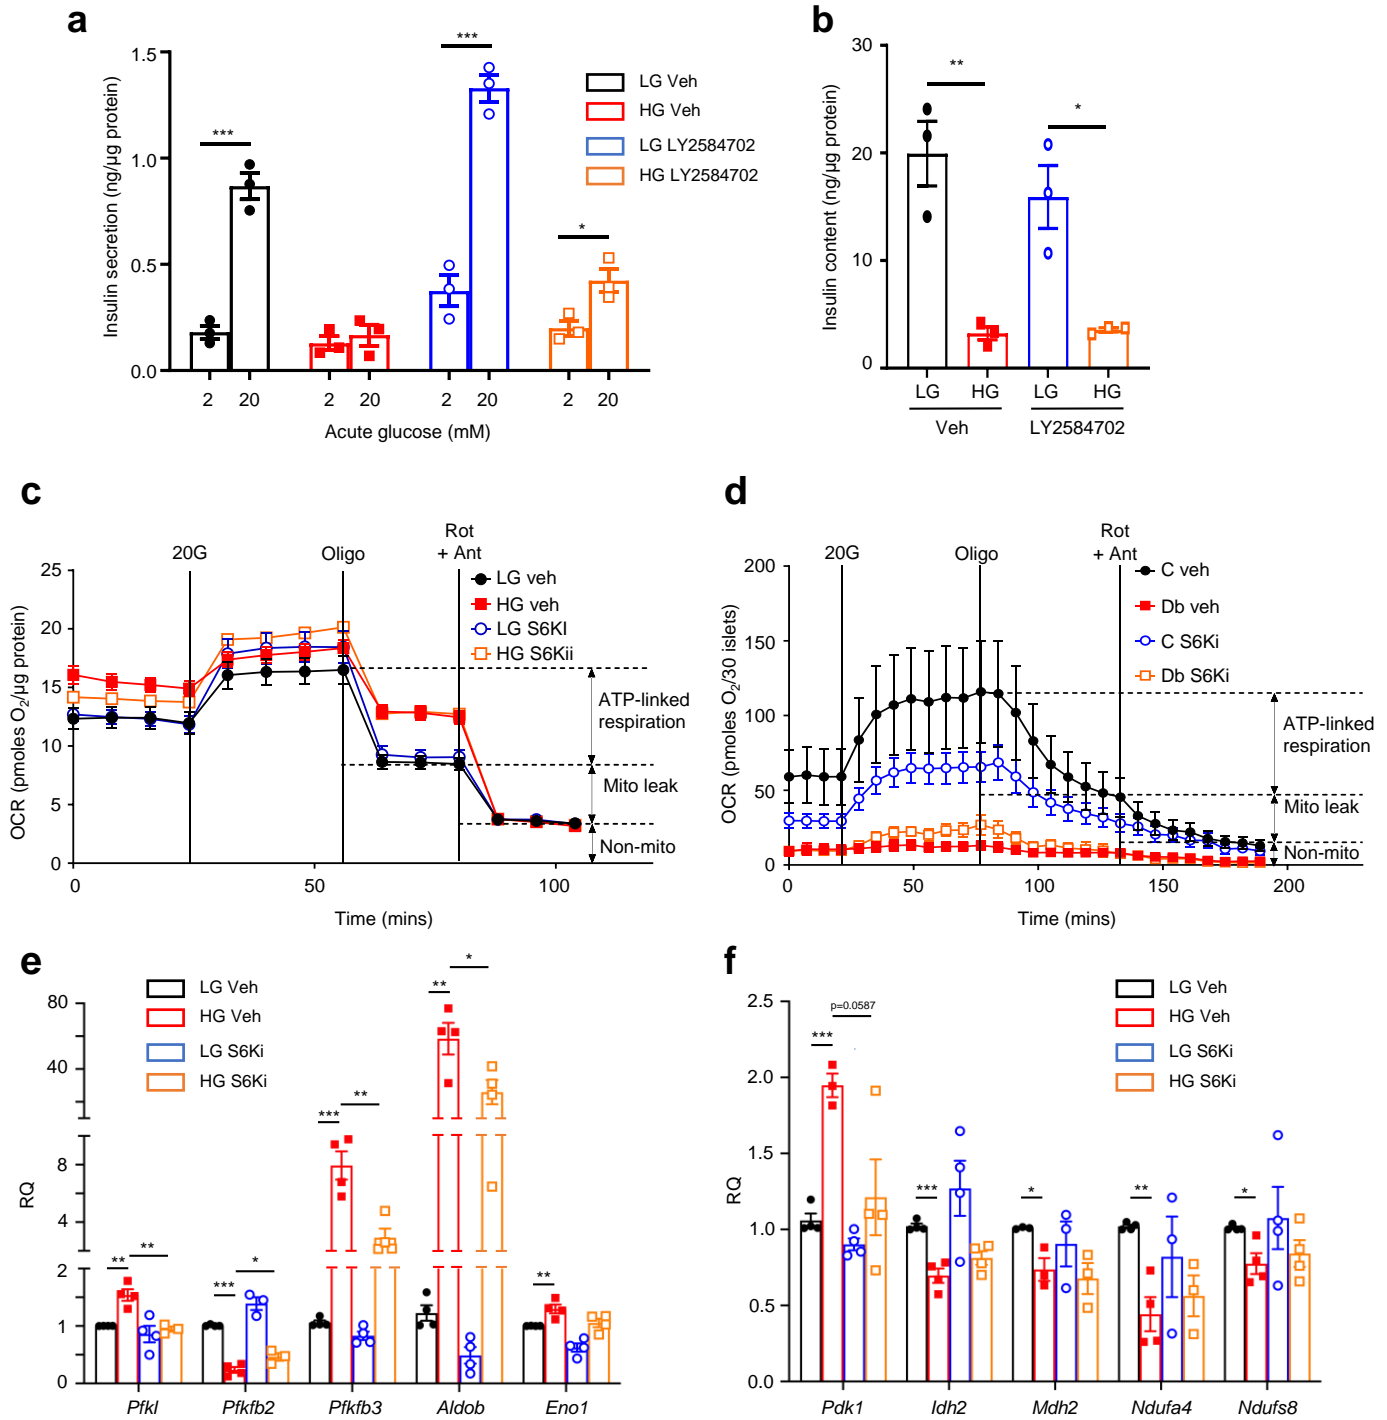 a
Insulin secretion (ng/µg protein)
1.5
1.0
0.5
0.0
***
***
*
2 20 2 20 2 20 2 20
Acute glucose (mM)
LG Veh
HG Veh
LG LY2584702
HG LY2584702
b
Insulin content (ng/µg protein)
30
20
10
0
**
*
LG HG LG HG
Veh LY2584702
c
OCR (pmoles O2/µg protein)
25
20
15
10
5
0
20G Oligo Rot
+ Ant
LG veh
HG veh
LG S6KI
HG S6Kii
ATP-linked
respiration
Mito leak
Non-mito
0 50 100
Time (mins)
d
OCR (pmoles O2/30 islets)
200
150
100
50
0
20G Oligo Rot
+ Ant
C veh
Db veh
C S6Ki
Db S6Ki
ATP-linked
respiration
Mito leak
Non-mito
0 50 100 150 200
Time (mins)
e
LG Veh
HG Veh
LG S6Ki
HG S6Ki
RQ
80
40
8
4
2
1
0
** **
*** *
*** **
** *
**
Pfkl Pfkfb2 Pfkfb3 Aldob Eno1
f
LG Veh
HG Veh
LG S6Ki
HG S6Ki
RQ
2.5
2.0
1.5
1.0
0.5
0.0
*** p=0.0587
***
*
**
*
Pdk1 Idh2 Mdh2 Ndufa4 Ndufs8